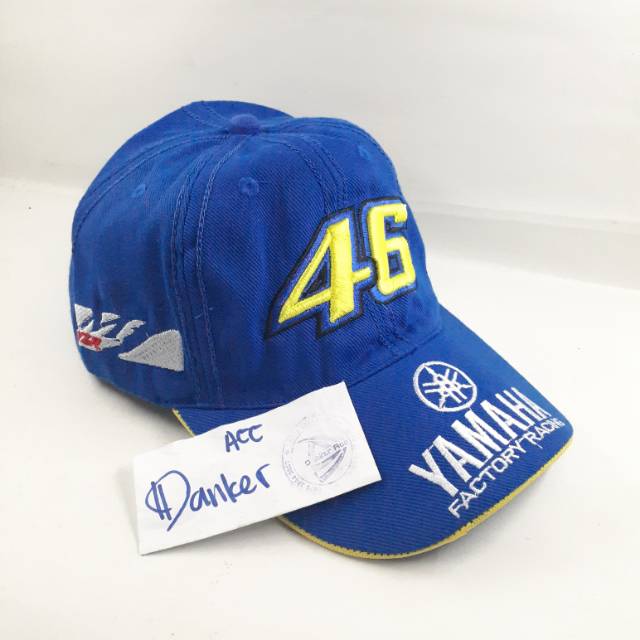 46
YAMAHA
FACTORY RACING
ACC
Danker